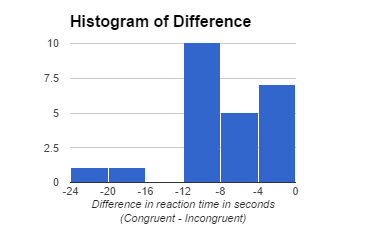 Histogram of Difference
10
7.5
5
2.5
0
-24 -20 -16 -12 -8 -4 0
Difference in reaction time in seconds
(Congruent - Incongruent)